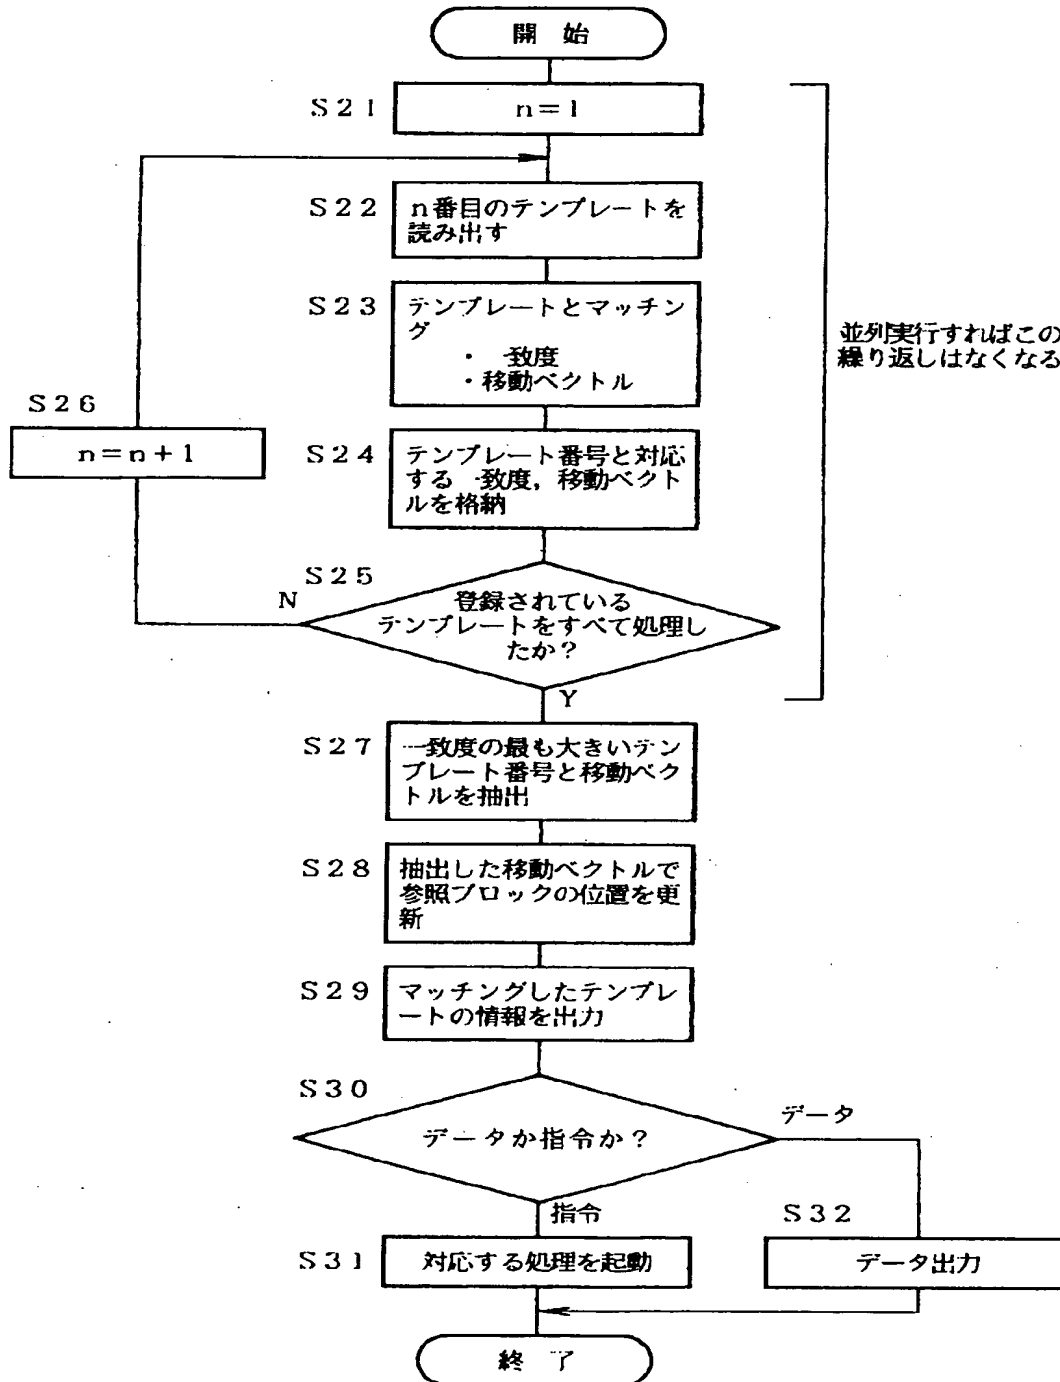 開始
S21
n=1
S22
n番目のテンプレートを
読み出す
S23
テンプレートとマッチン
グ
・一致度
・移動ベクトル
並列実行すればこの
繰り返しはなくなる
S26
n=n+1
S24
テンプレート番号と対応
する一致度,移動ベクト
ルを格納
S25
N
登録されている
テンプレートをすべて処理し
たか?
Y
S27
一致度の最も大きいテン
プレート番号と移動ベク
トルを抽出
S28
抽出した移動ベクトルで
参照ブロックの位置を更
新
S29
マッチングしたテンプレ
ートの情報を出力
S30
データか指令か?
データ
指令
S31
対応する処理を起動
S32
データ出力
終了